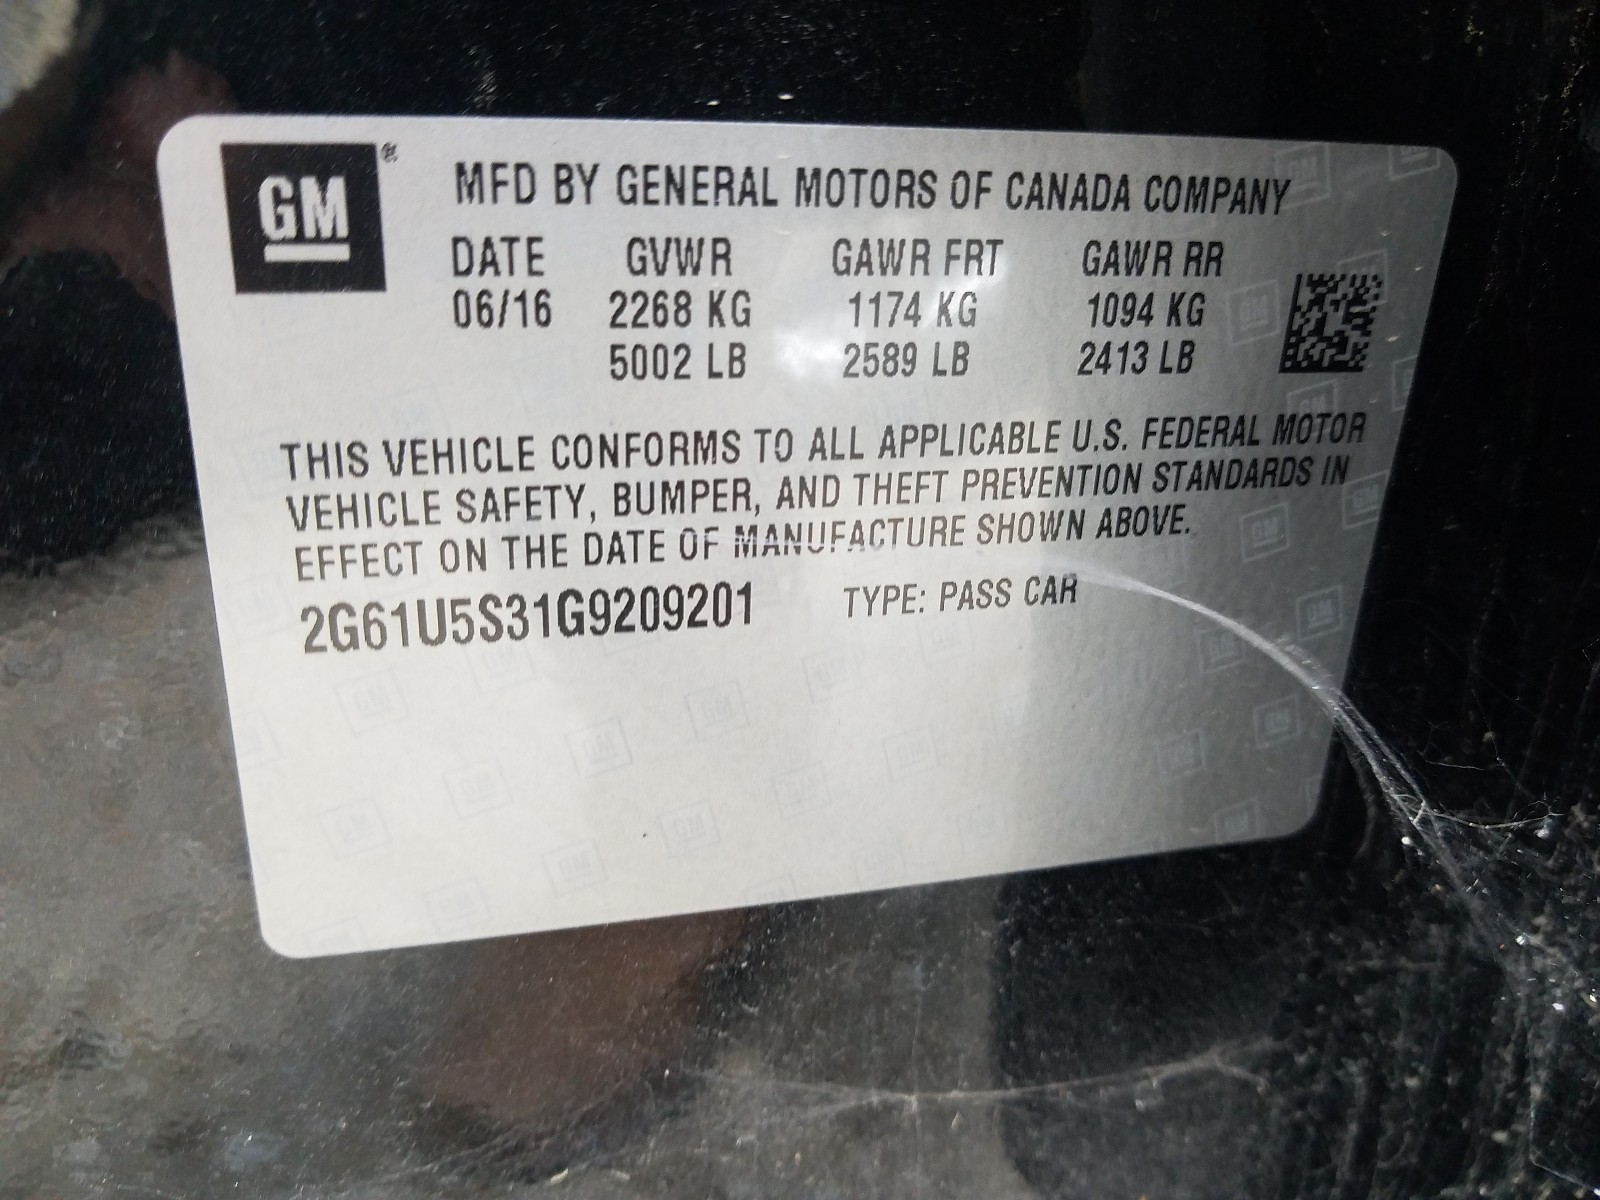 GM® MFD BY GENERAL MOTORS OF CANADA COMPANY
DATE GVWR GAWR FRT GAWR RR
06/16 2268 KG 1174 KG 1094 KG
5002 LB 2589 LB 2413 LB
THIS VEHICLE CONFORMS TO ALL APPLICABLE U.S. FEDERAL MOTOR
VEHICLE SAFETY, BUMPER, AND THEFT PREVENTION STANDARDS IN
EFFECT ON THE DATE OF MANUFACTURE SHOWN ABOVE.
2G61U5S31G9209201 TYPE: PASS CAR